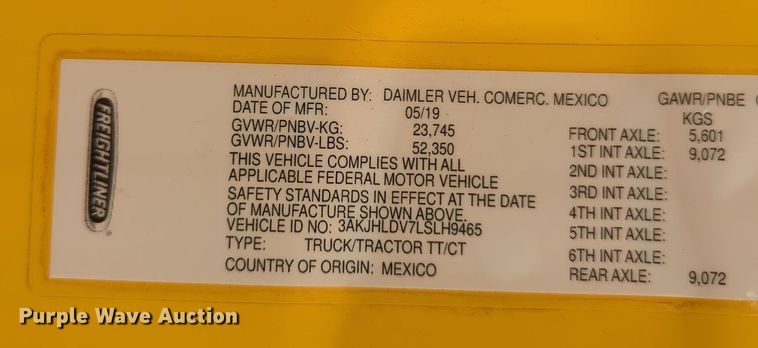 FREIGHTLINER
MANUFACTURED BY: DAIMLER VEH. COMERC. MEXICO
DATE OF MFR: 05/19
GVWR/PNBV-KG: 23,745
GVWR/PNBV-LBS: 52,350
THIS VEHICLE COMPLIES WITH ALL
APPLICABLE FEDERAL MOTOR VEHICLE
SAFETY STANDARDS IN EFFECT AT THE DATE
OF MANUFACTURE SHOWN ABOVE.
VEHICLE ID NO: 3AKJHLDV7LSLH9465
TYPE: TRUCK/TRACTOR TT/CT
COUNTRY OF ORIGIN: MEXICO
GAWR/PNBE
KGS
FRONT AXLE: 5,601
1ST INT AXLE: 9,072
2ND INT AXLE:
3RD INT AXLE:
4TH INT AXLE:
5TH INT AXLE:
6TH INT AXLE:
REAR AXLE: 9,072
Purple Wave Auction